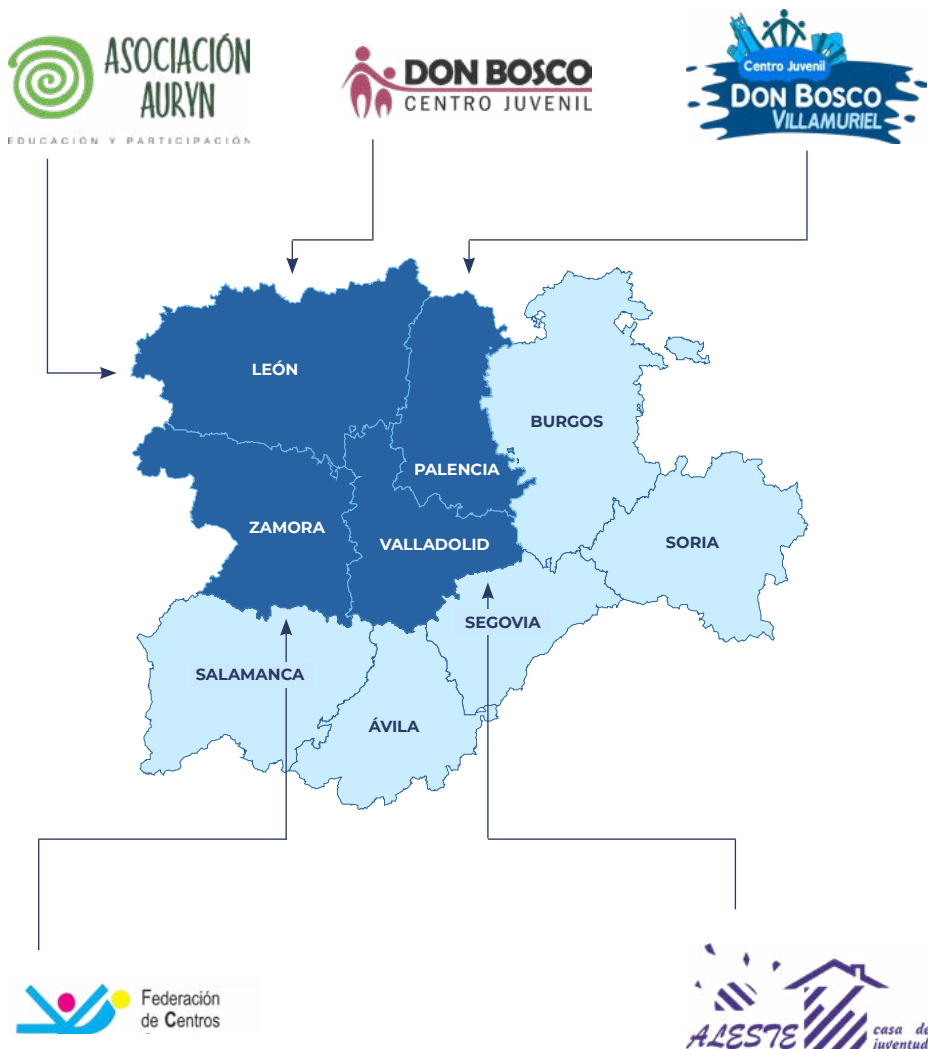 ASOCIACIÓN
AURYN
EDUCACIÓN Y PARTICIPACIÓN
DON BOSCO
CENTRO JUVENIL
Centro Juvenil
DON BOSCO
VILLAMURIEL
LEÓN
BURGOS
PALENCIA
ZAMORA
VALLADOLID
SORIA
SEGOVIA
SALAMANCA
ÁVILA
Federación
de Centros
ALESTE
casa de
juventud